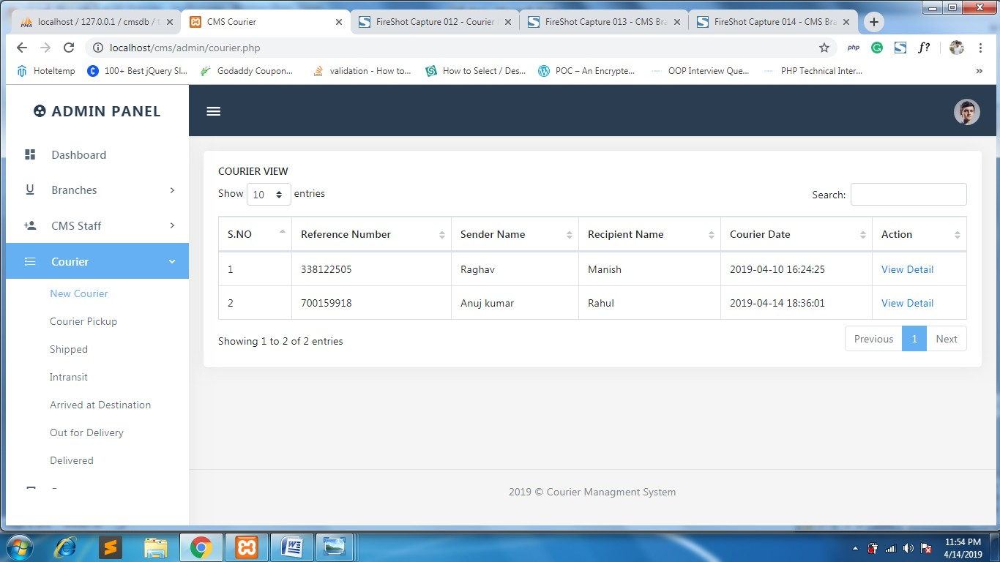 localhost / 127.0.0.1 / cmsdb /
CMS Courier
FireShot Capture 012 - Courier
FireShot Capture 013 - CMS Bra
FireShot Capture 014 - CMS Bra
localhost/cms/admin/courier.php
php
f?
Hoteltemp
100+ Best jQuery Sl...
Godaddy Coupon...
validation - How to...
How to Select / Des...
POC – An Encrypte...
OOP Interview Que...
PHP Technical Inter...
»
ADMIN PANEL
Dashboard
Branches
CMS Staff
Courier
New Courier
Courier Pickup
Shipped
Intransit
Arrived at Destination
Out for Delivery
Delivered
COURIER VIEW
Show 10 entries
Search:
S.NO Reference Number Sender Name Recipient Name Courier Date Action
1 338122505 Raghav Manish 2019-04-10 16:24:25 View Detail
2 700159918 Anuj kumar Rahul 2019-04-14 18:36:01 View Detail
Showing 1 to 2 of 2 entries
Previous 1 Next
2019 © Courier Managment System
11:54 PM
4/14/2019